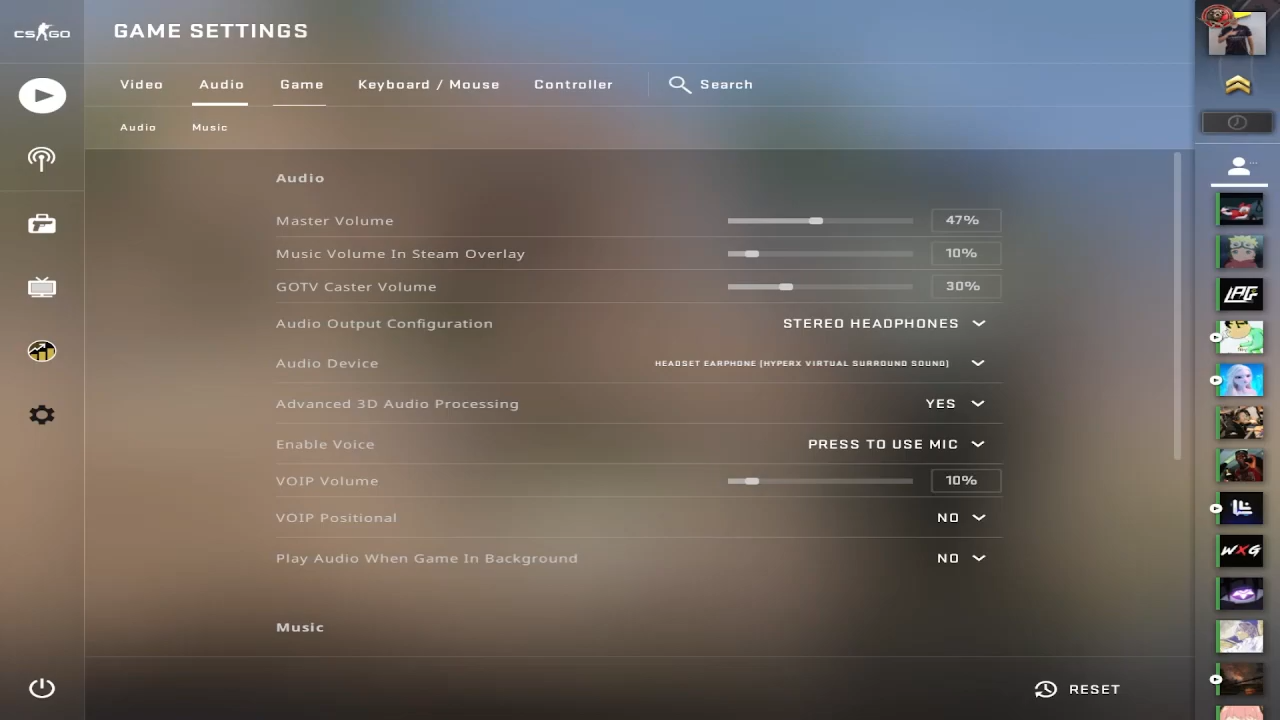 CS GO
GAME SETTINGS
Video
Audio
Game
Keyboard / Mouse
Controller
Search
Audio
Music
Audio
Master Volume 47%
Music Volume In Steam Overlay 10%
GOTV Caster Volume 30%
Audio Output Configuration STEREO HEADPHONES
Audio Device HEADSET EARPHONE (HYPERX VIRTUAL SURROUND SOUND)
Advanced 3D Audio Processing YES
Enable Voice PRESS TO USE MIC
VOIP Volume 10%
VOIP Positional NO
Play Audio When Game In Background NO
Music
RESET
LPG
WXG